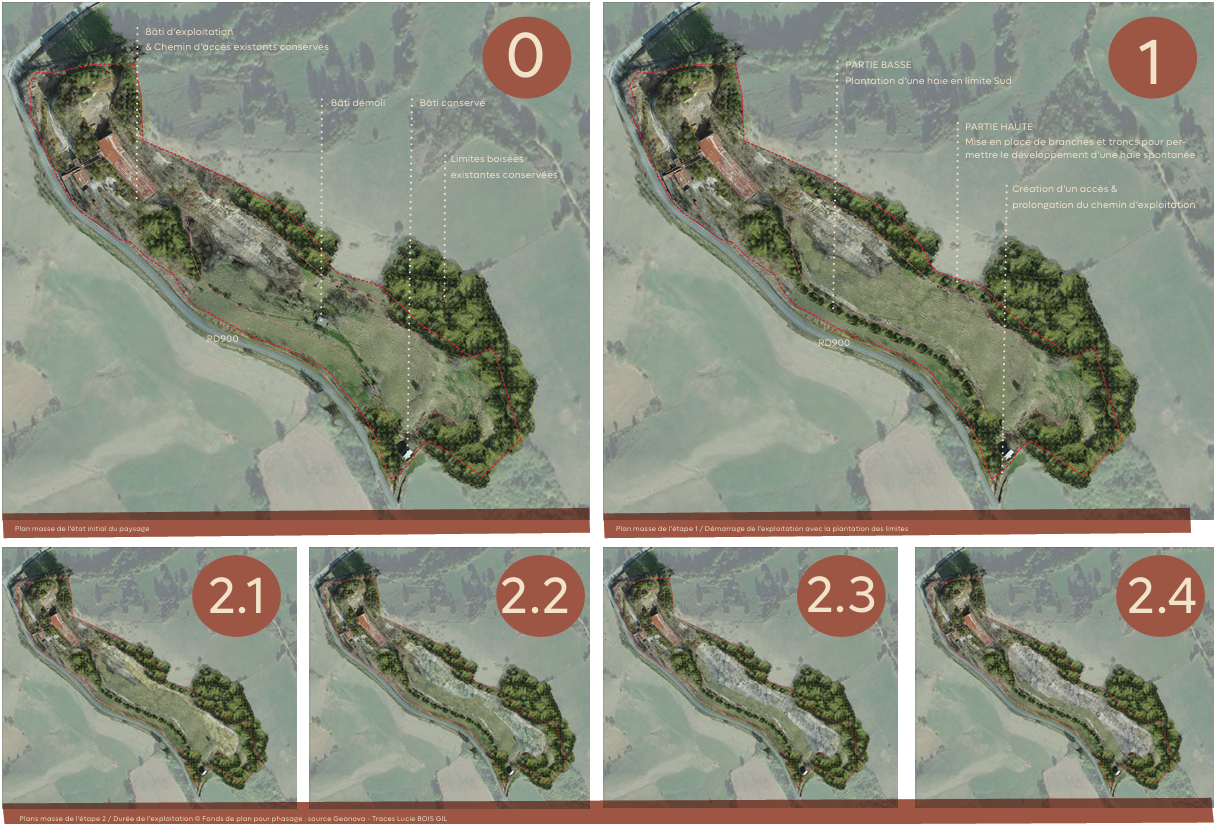 0
Bâti d'exploitation
& Chemin d'accès existants conservés
Bâti démoli
Bâti conservé
Limites boisées
existantes conservées
RD900
Plan masse de l'état initial du paysage
1
PARTIE BASSE
Plantation d'une haie en limite Sud
PARTIE HAUTE
Mise en place de branches et troncs pour per-
mettre le développement d'une haie spontanée
Création d'un accès &
prolongation du chemin d'exploitation
RD900
Plan masse de l'étape 1 / Démarrage de l'exploitation avec la plantation des limites
2.1
2.2
2.3
2.4
Plans masse de l'étape 2 / Durée de l'exploitation © Fonds de plan pour phasage : source Geonova - Traces Lucie BOIS GIL